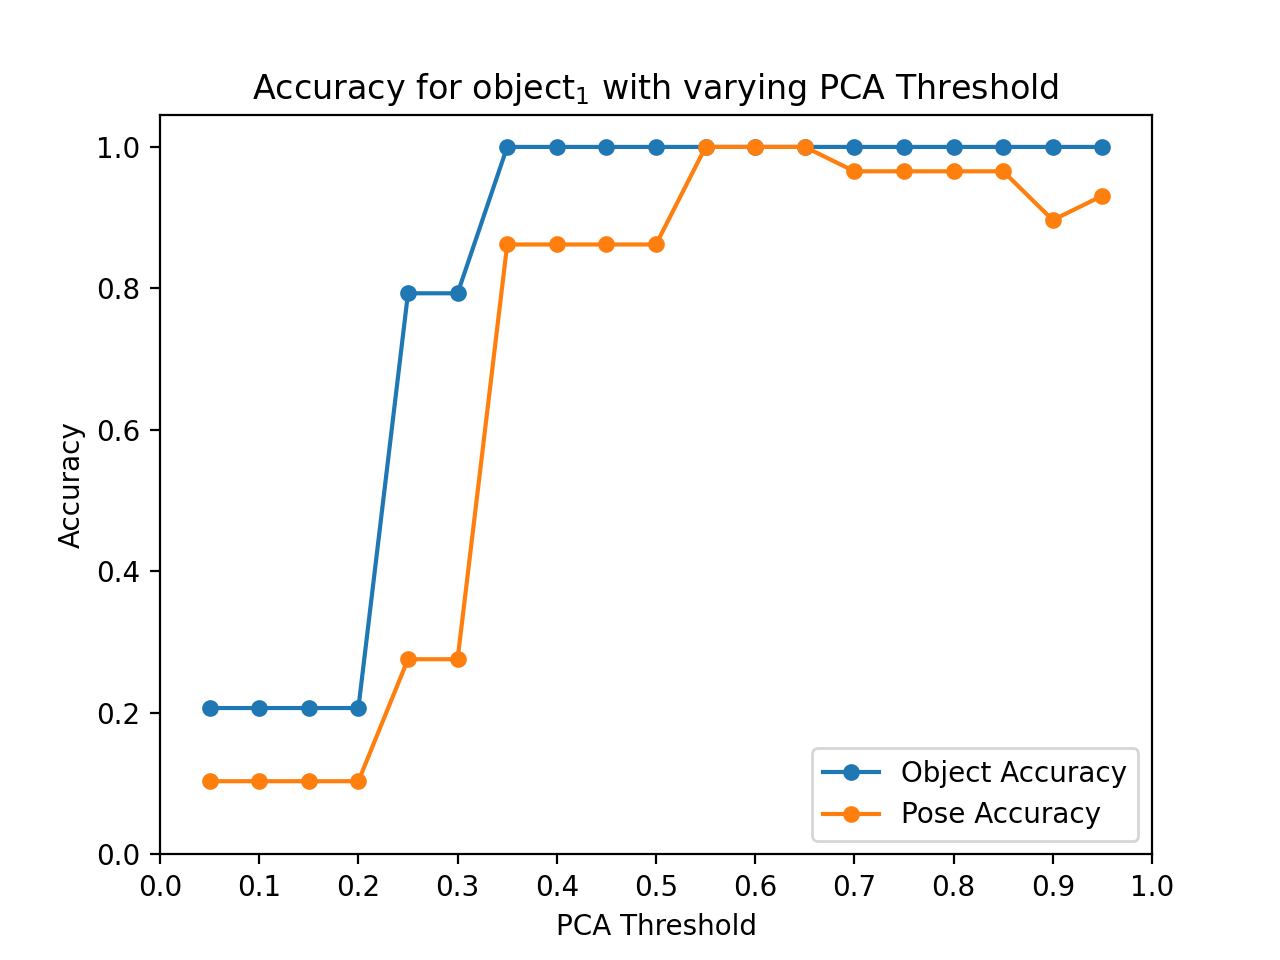 Accuracy for object₁ with varying PCA Threshold
1.0
0.8
0.6
0.4
0.2
0.0
Accuracy
Object Accuracy
Pose Accuracy
0.0 0.1 0.2 0.3 0.4 0.5 0.6 0.7 0.8 0.9 1.0
PCA Threshold